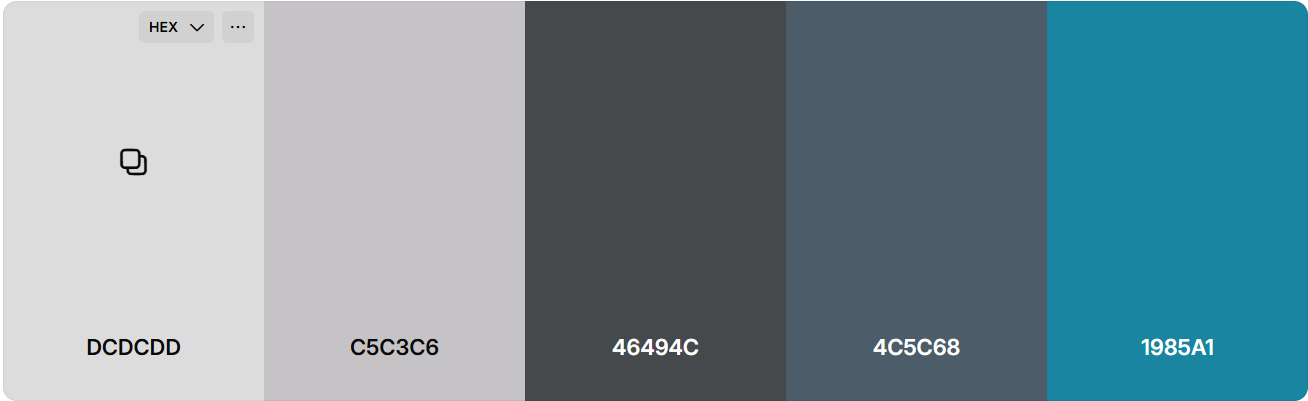 HEX
...
DCDCDD
C5C3C6
46494C
4C5C68
1985A1